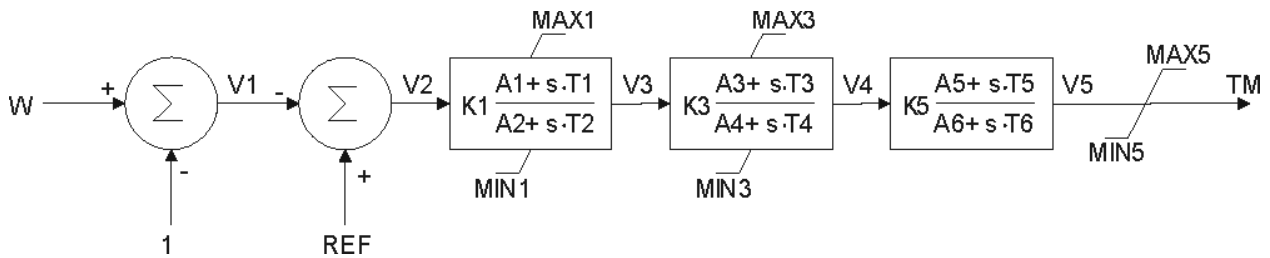 MAX1
MAX3
MAX5
W
+
Σ
V1
-
Σ
V2
K1 A1+ s·T1
A2+ s·T2
V3
K3 A3+ s·T3
A4+ s·T4
V4
K5 A5+ s·T5
A6+ s·T6
V5
TM
-
+
MIN1
MIN3
MIN5
1
REF